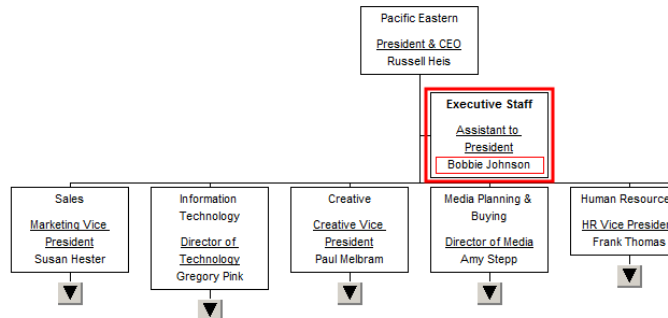 Pacific Eastern
President & CEO
Russell Heis
Executive Staff
Assistant to
President
Bobbie Johnson
Sales
Marketing Vice
President
Susan Hester
Information
Technology
Director of
Technology
Gregory Pink
Creative
Creative Vice
President
Paul Melbram
Media Planning &
Buying
Director of Media
Amy Stepp
Human Resource
HR Vice Presiden
Frank Thomas